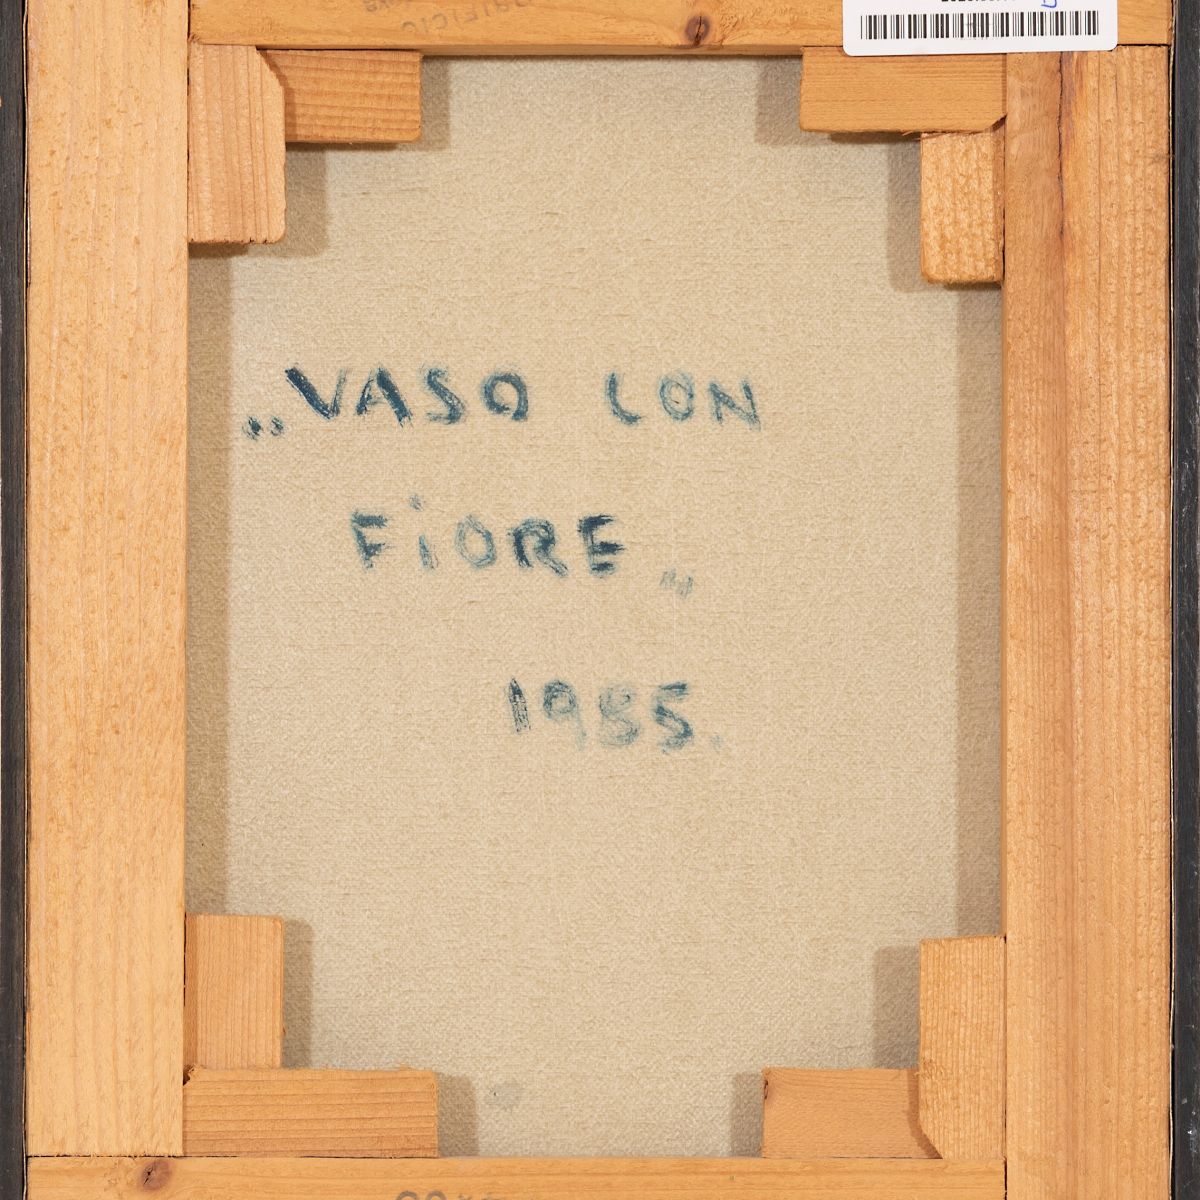 „VASO CON
FiORE„
1985.